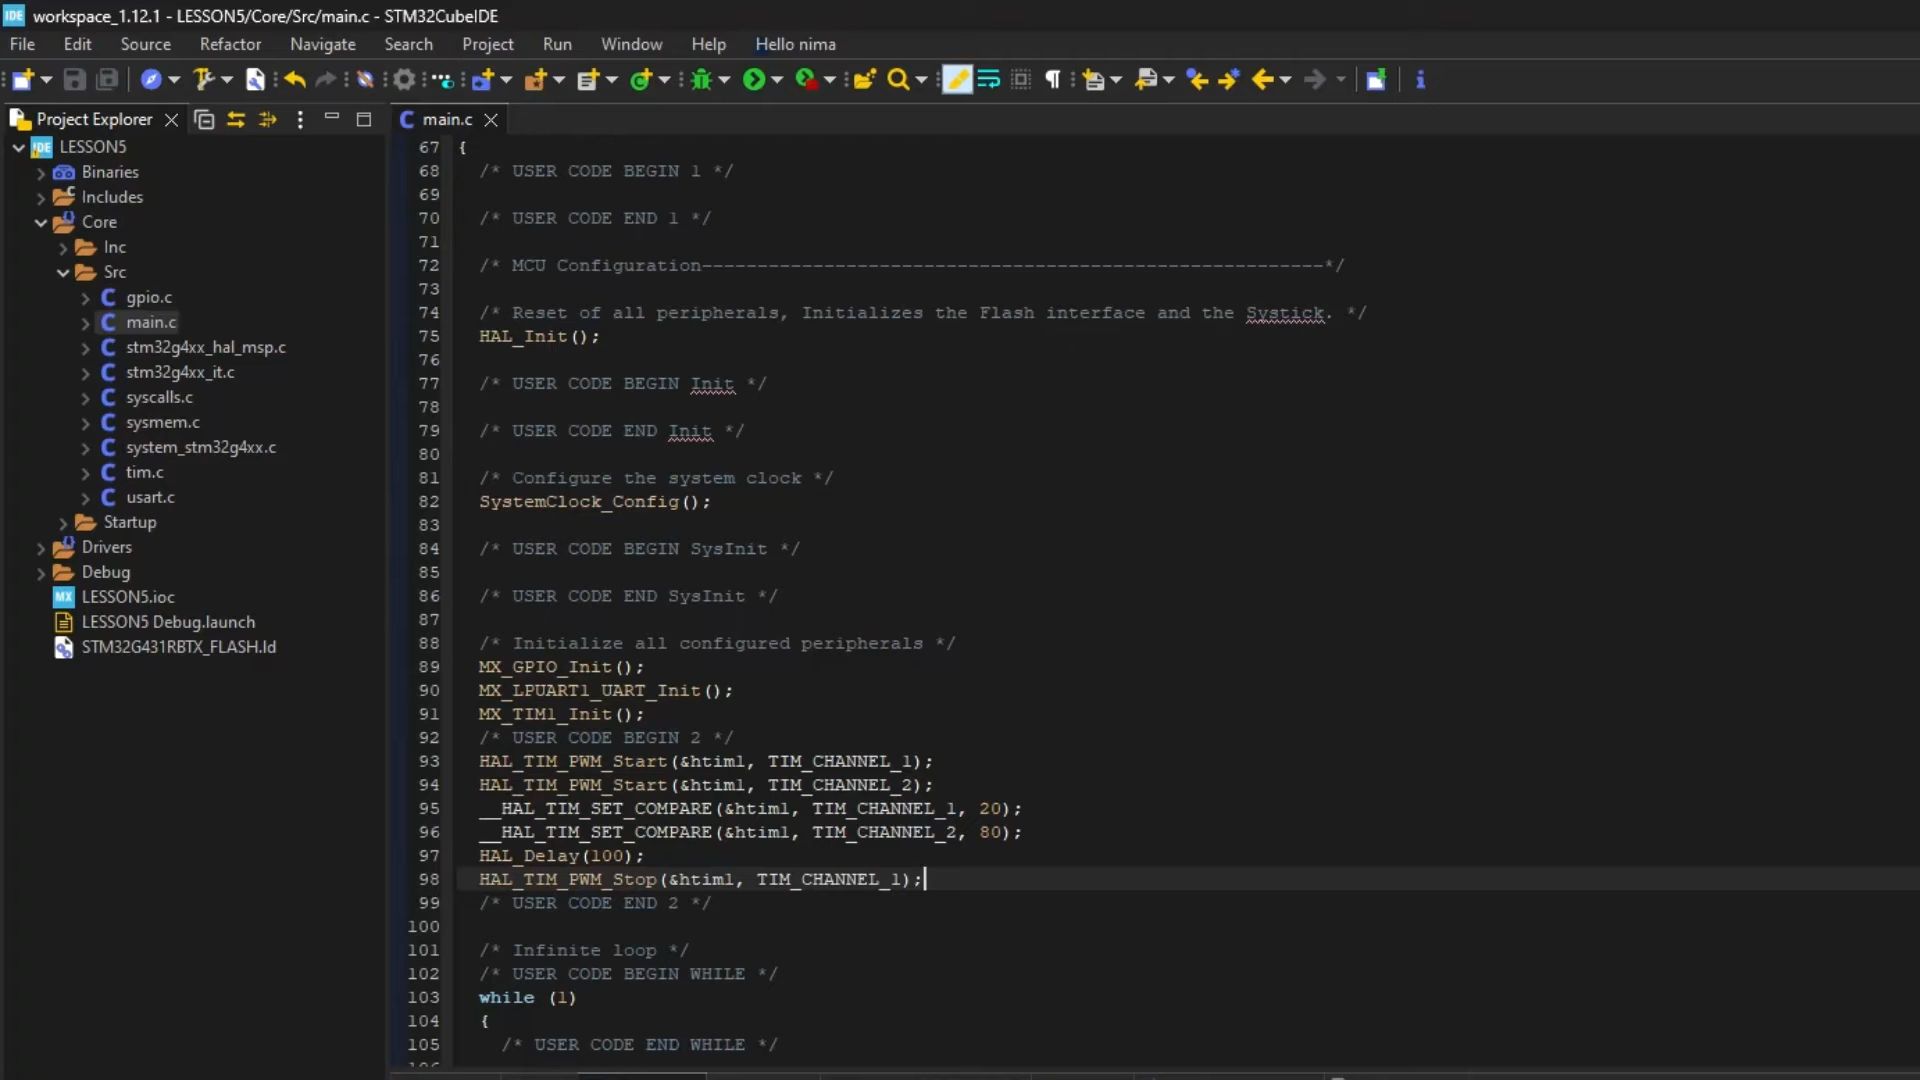 IDE workspace_1.12.1 - LESSON5/Core/Src/main.c - STM32CubeIDE
File Edit Source Refactor Navigate Search Project Run Window Help Hello nima
Project Explorer
IDE LESSON5
Binaries
Includes
Core
Inc
Src
gpio.c
main.c
stm32g4xx_hal_msp.c
stm32g4xx_it.c
syscalls.c
sysmem.c
system_stm32g4xx.c
tim.c
usart.c
Startup
Drivers
Debug
MX LESSON5.ioc
LESSON5 Debug.launch
STM32G431RBTX_FLASH.ld
main.c
67 {
68 /* USER CODE BEGIN 1 */
69
70 /* USER CODE END 1 */
71
72 /* MCU Configuration--------------------------------------------------------*/
73
74 /* Reset of all peripherals, Initializes the Flash interface and the Systick. */
75 HAL_Init();
76
77 /* USER CODE BEGIN Init */
78
79 /* USER CODE END Init */
80
81 /* Configure the system clock */
82 SystemClock_Config();
83
84 /* USER CODE BEGIN SysInit */
85
86 /* USER CODE END SysInit */
87
88 /* Initialize all configured peripherals */
89 MX_GPIO_Init();
90 MX_LPUART1_UART_Init();
91 MX_TIM1_Init();
92 /* USER CODE BEGIN 2 */
93 HAL_TIM_PWM_Start(&htim1, TIM_CHANNEL_1);
94 HAL_TIM_PWM_Start(&htim1, TIM_CHANNEL_2);
95 __HAL_TIM_SET_COMPARE(&htim1, TIM_CHANNEL_1, 20);
96 __HAL_TIM_SET_COMPARE(&htim1, TIM_CHANNEL_2, 80);
97 HAL_Delay(100);
98 HAL_TIM_PWM_Stop(&htim1, TIM_CHANNEL_1);
99 /* USER CODE END 2 */
100
101 /* Infinite loop */
102 /* USER CODE BEGIN WHILE */
103 while (1)
104 {
105 /* USER CODE END WHILE */